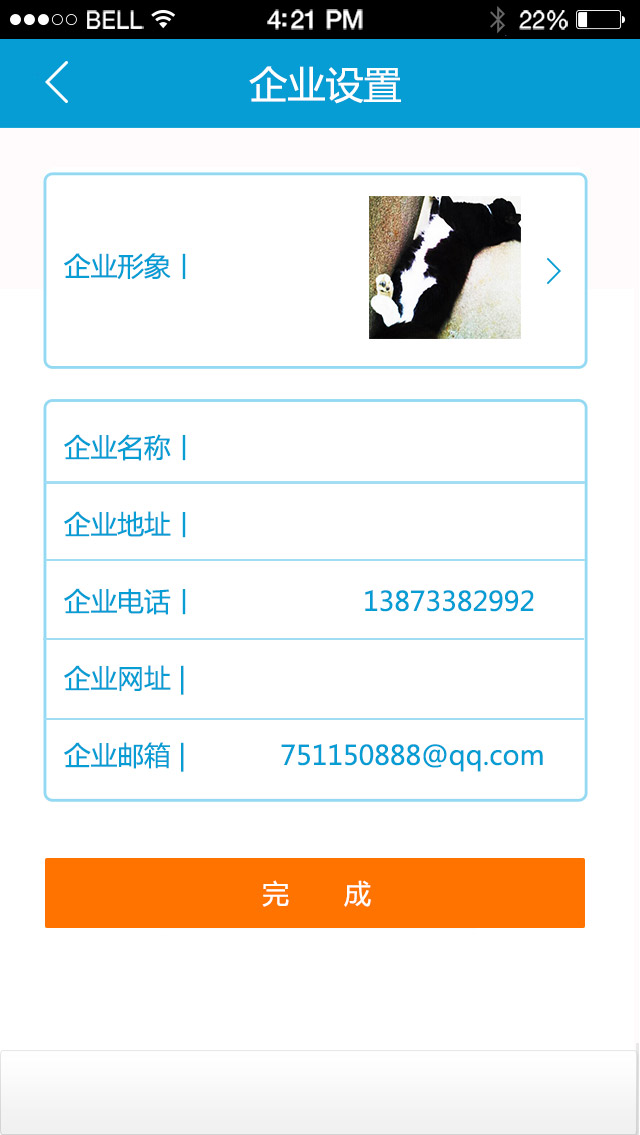 BELL 4:21 PM 22%
企业设置
企业形象 |
企业名称 |
企业地址 |
企业电话 | 13873382992
企业网址 |
企业邮箱 | 751150888@qq.com
完 成